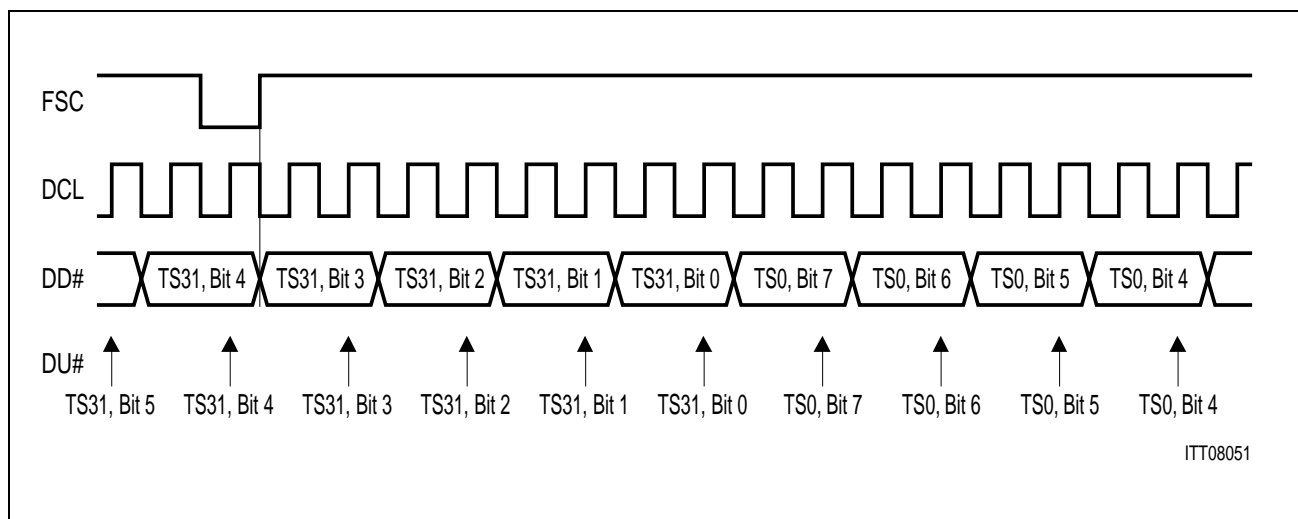 FSC
DCL
DD# TS31, Bit 4 TS31, Bit 3 TS31, Bit 2 TS31, Bit 1 TS31, Bit 0 TS0, Bit 7 TS0, Bit 6 TS0, Bit 5 TS0, Bit 4
DU#
TS31, Bit 5 TS31, Bit 4 TS31, Bit 3 TS31, Bit 2 TS31, Bit 1 TS31, Bit 0 TS0, Bit 7 TS0, Bit 6 TS0, Bit 5 TS0, Bit 4
ITT08051